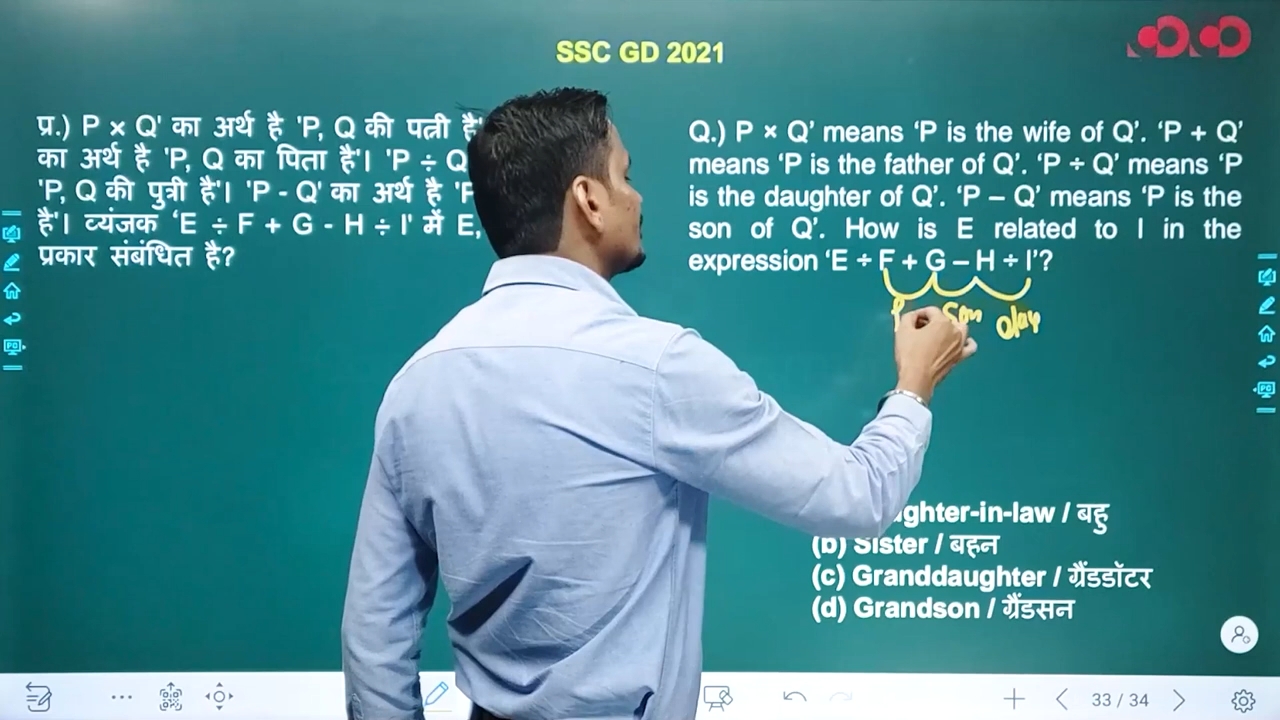 SSC GD 2021
प्र.) P × Q' का अर्थ है 'P, Q की पत्नी है'
का अर्थ है 'P, Q का पिता है'। 'P ÷ Q
'P, Q की पुत्री है'। 'P - Q' का अर्थ है 'P
है'। व्यंजक ‘E ÷ F + G - H ÷ I' में E,
प्रकार संबंधित है?
Q.) P × Q’ means ‘P is the wife of Q’. ‘P + Q’
means ‘P is the father of Q’. ‘P ÷ Q’ means ‘P
is the daughter of Q’. ‘P – Q’ means ‘P is the
son of Q’. How is E related to I in the
expression ‘E ÷ F + G – H ÷ I’?
Son
ughter-in-law / बहु
(b) Sister / बहन
(c) Granddaughter / ग्रैंडडॉटर
(d) Grandson / ग्रैंडसन
33 / 34